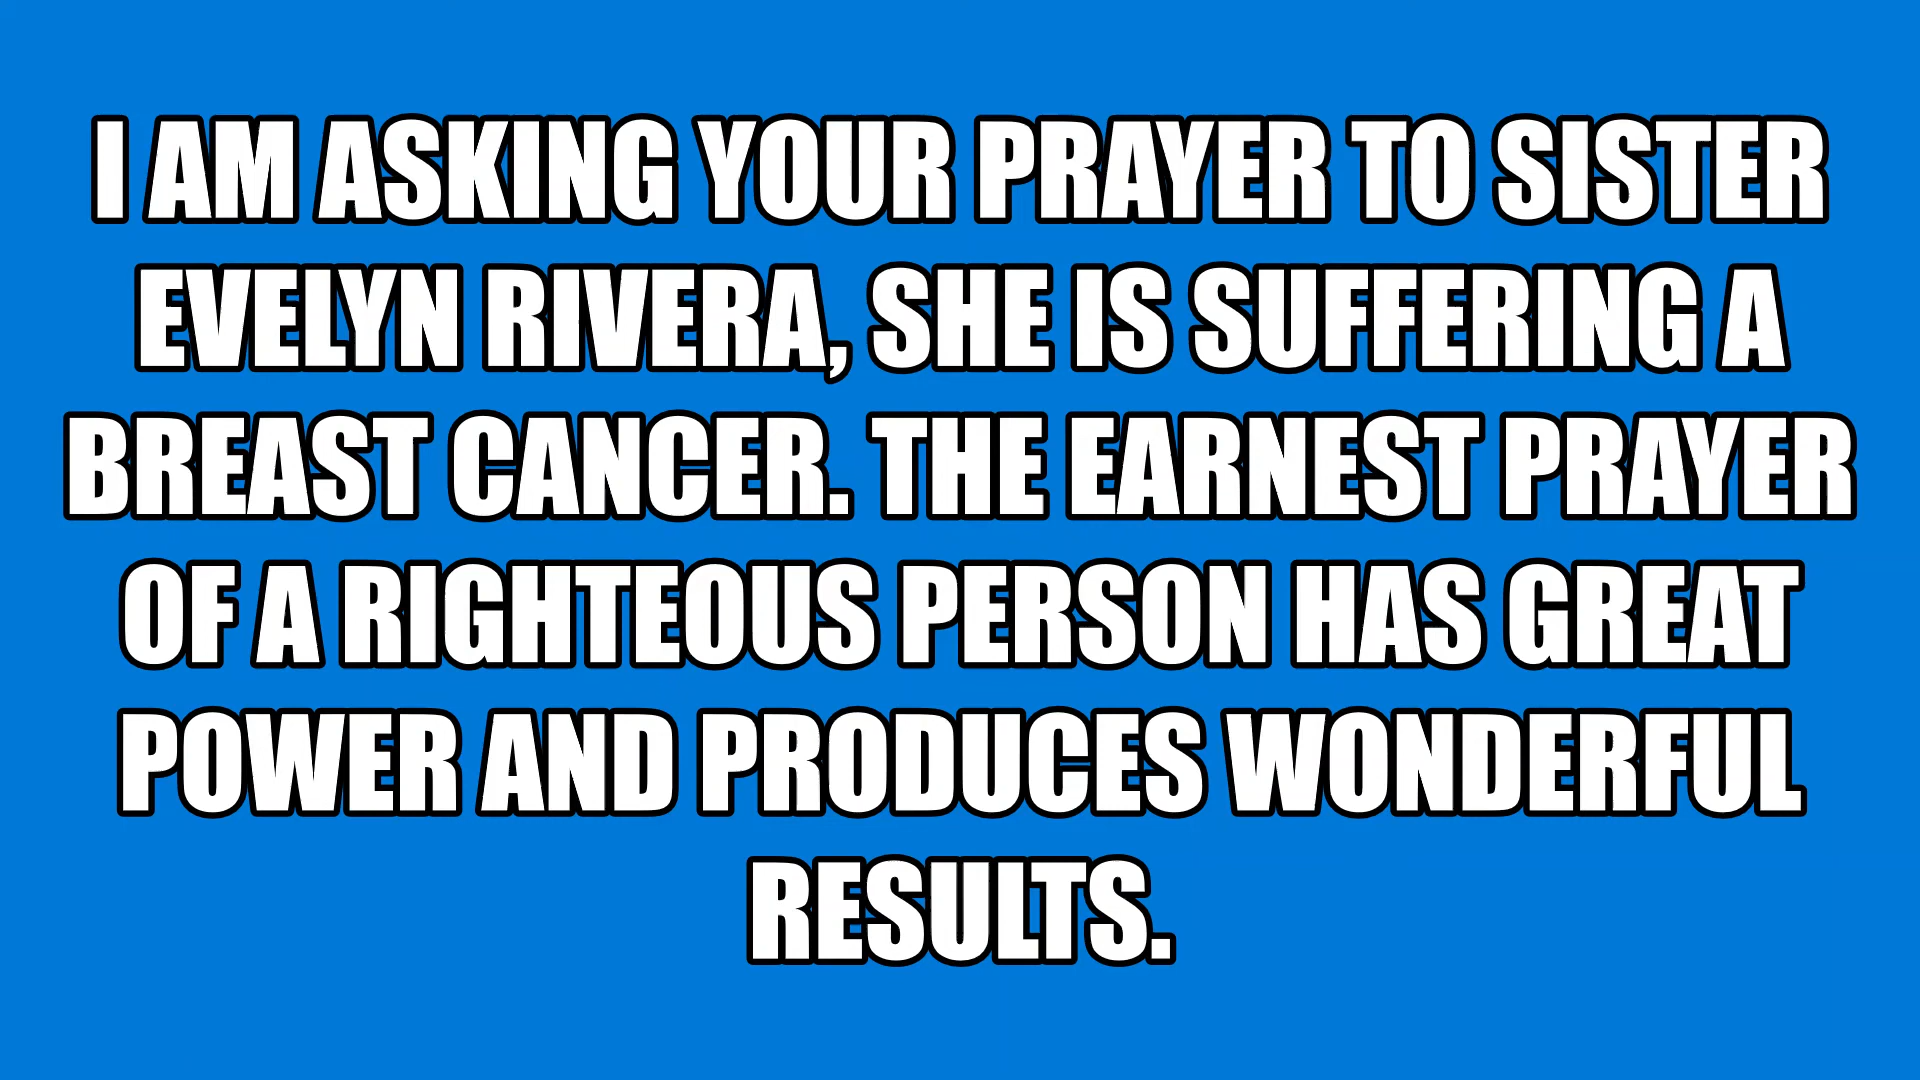 I AM ASKING YOUR PRAYER TO SISTER
EVELYN RIVERA, SHE IS SUFFERING A
BREAST CANCER. THE EARNEST PRAYER
OF A RIGHTEOUS PERSON HAS GREAT
POWER AND PRODUCES WONDERFUL
RESULTS.